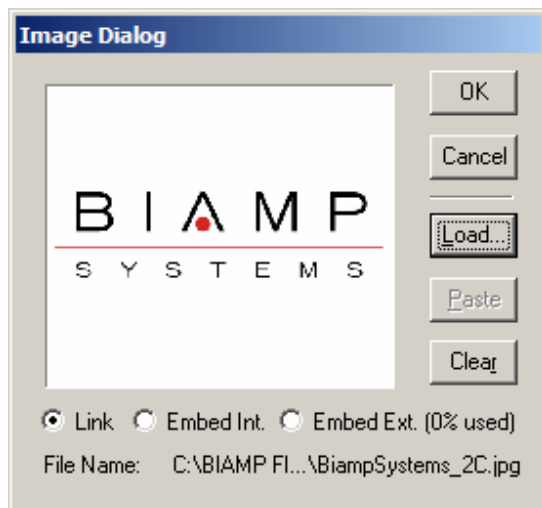 Image Dialog
BIAMP
SYSTEMS
OK
Cancel
Load...
Paste
Clear
Link Embed Int. Embed Ext. (0% used)
File Name: C:\BIAMP FI...\BiampSystems_2C.jpg